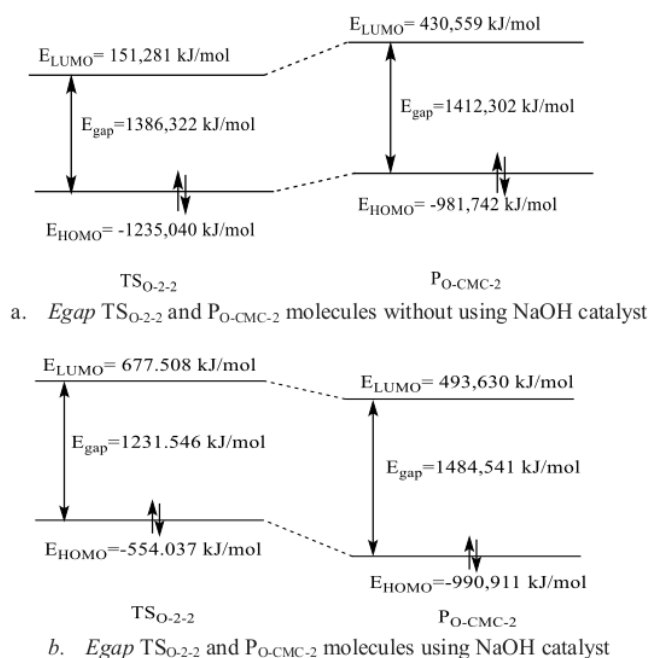 E_LUMO= 151,281 kJ/mol
E_gap=1386,322 kJ/mol
E_HOMO= -1235,040 kJ/mol
TS_O-2-2
E_LUMO= 430,559 kJ/mol
E_gap=1412,302 kJ/mol
E_HOMO= -981,742 kJ/mol
P_O-CMC-2
a. Egap TS_O-2-2 and P_O-CMC-2 molecules without using NaOH catalyst
E_LUMO= 677.508 kJ/mol
E_gap=1231.546 kJ/mol
E_HOMO=-554.037 kJ/mol
TS_O-2-2
E_LUMO= 493,630 kJ/mol
E_gap=1484,541 kJ/mol
E_HOMO=-990,911 kJ/mol
P_O-CMC-2
b. Egap TS_O-2-2 and P_O-CMC-2 molecules using NaOH catalyst